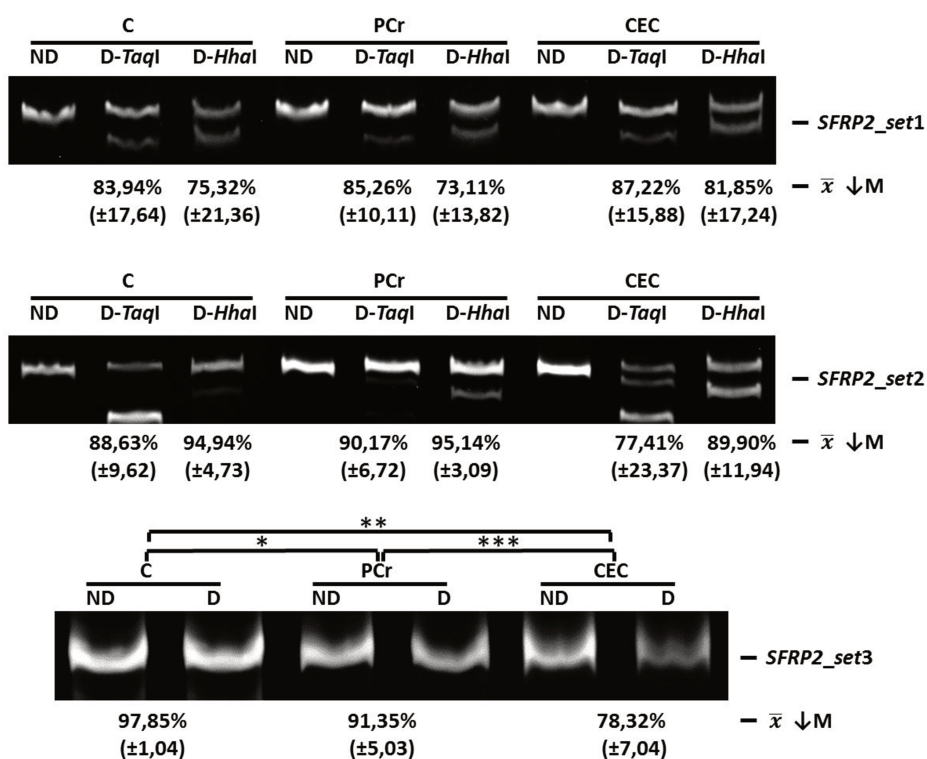 C PCr CEC
ND D-TaqI D-HhaI ND D-TaqI D-HhaI ND D-TaqI D-HhaI
– SFRP2_set1
83,94% 75,32% 85,26% 73,11% 87,22% 81,85% – x̅ ↓M
(±17,64) (±21,36) (±10,11) (±13,82) (±15,88) (±17,24)
C PCr CEC
ND D-TaqI D-HhaI ND D-TaqI D-HhaI ND D-TaqI D-HhaI
– SFRP2_set2
88,63% 94,94% 90,17% 95,14% 77,41% 89,90% – x̅ ↓M
(±9,62) (±4,73) (±6,72) (±3,09) (±23,37) (±11,94)
**
* ***
C PCr CEC
ND D ND D ND D
– SFRP2_set3
97,85% 91,35% 78,32% – x̅ ↓M
(±1,04) (±5,03) (±7,04)